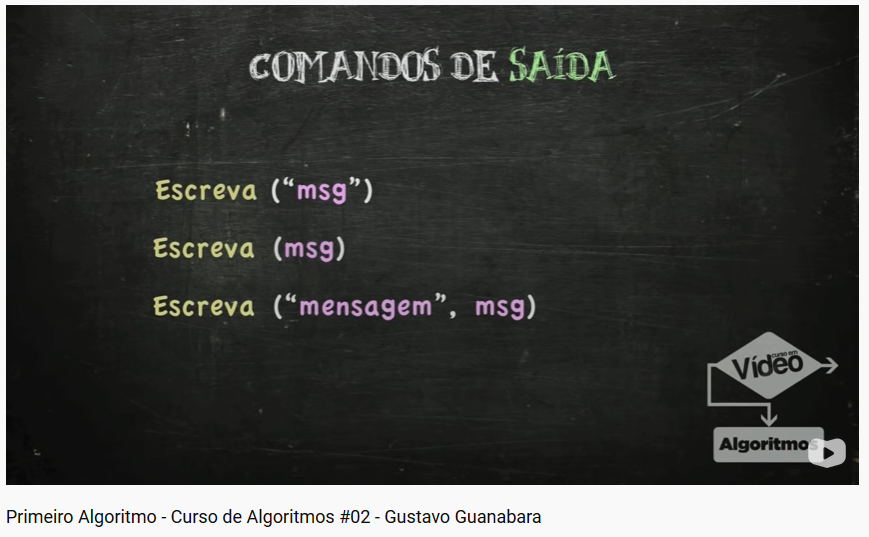 COMANDOS DE SAÍDA
Escreva (“msg”)
Escreva (msg)
Escreva (“mensagem”, msg)
curso em
Vídeo
Algoritmos
Primeiro Algoritmo - Curso de Algoritmos #02 - Gustavo Guanabara